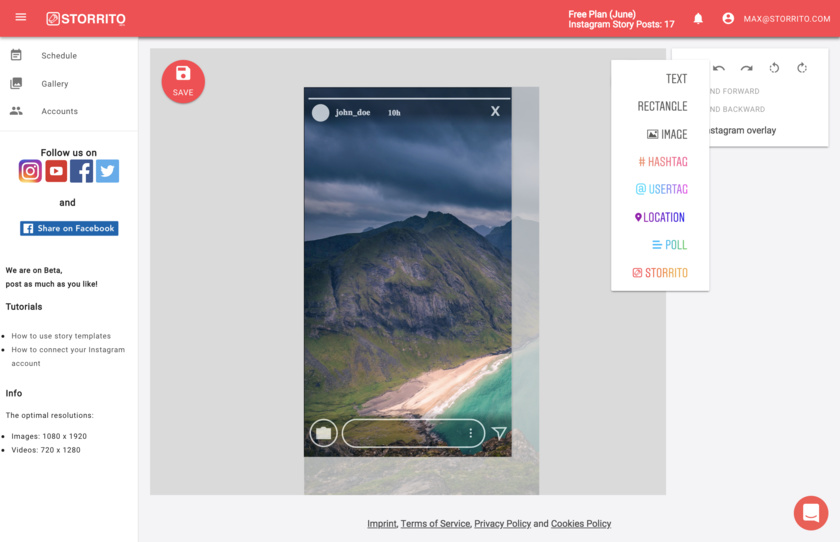 STORRITO
Free Plan (June)
Instagram Story Posts: 17
MAX@STORRITO.COM
Schedule
Gallery
Accounts
Follow us on
and
Share on Facebook
We are on Beta,
post as much as you like!
Tutorials
How to use story templates
How to connect your Instagram
account
Info
The optimal resolutions:
Images: 1080 x 1920
Videos: 720 x 1280
SAVE
john_doe 10h
X
TEXT
RECTANGLE
IMAGE
# HASHTAG
@ USERTAG
LOCATION
POLL
STORRITO
ND FORWARD
ND BACKWARD
stagram overlay
Imprint, Terms of Service, Privacy Policy and Cookies Policy